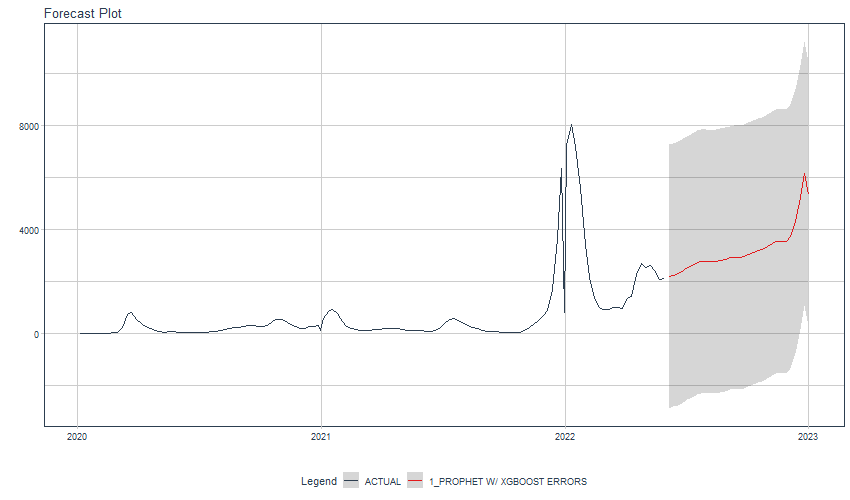 Forecast Plot
8000
4000
0
2020 2021 2022 2023
Legend ACTUAL 1_PROPHET W/ XGBOOST ERRORS